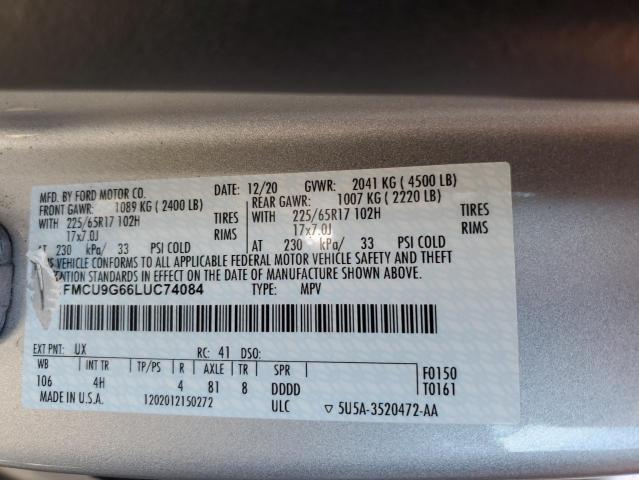 MFD. BY FORD MOTOR CO.
DATE: 12/20 GVWR: 2041 KG ( 4500 LB)
FRONT GAWR: 1089 KG ( 2400 LB)
REAR GAWR: 1007 KG ( 2220 LB)
WITH 225/65R17 102H TIRES
WITH 225/65R17 102H TIRES
17x7.0J RIMS
17x7.0J RIMS
AT 230 kPa/ 33 PSI COLD
AT 230 kPa/ 33 PSI COLD
VEHICLE CONFORMS TO ALL APPLICABLE FEDERAL MOTOR VEHICLE SAFETY AND THEFT
STANDARDS IN EFFECT ON THE DATE OF MANUFACTURE SHOWN ABOVE.
FMCU9G66LUC74084 TYPE: MPV
EXT PNT: UX RC: 41 DSO:
WB INT TR TP/PS R AXLE TR SPR
106 4H 4 81 8 DDDD
F0150
T0161
MADE IN U.S.A. 1202012150272 ULC ▽ 5U5A-3520472-AA